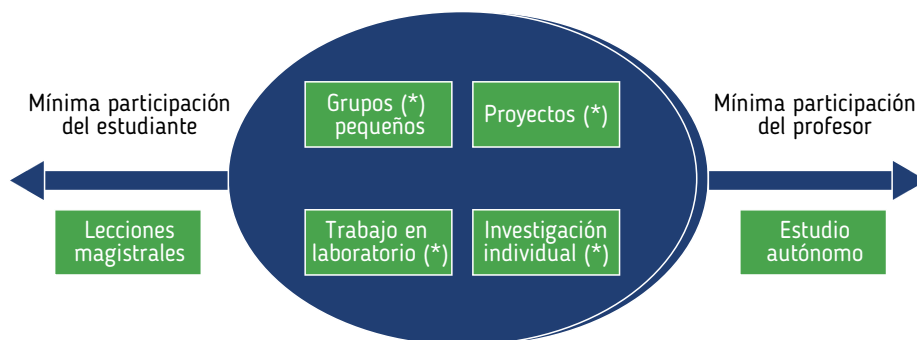 Mínima participación
del estudiante
Lecciones
magistrales
Grupos (*)
pequeños
Proyectos (*)
Trabajo en
laboratorio (*)
Investigación
individual (*)
Mínima participación
del profesor
Estudio
autónomo